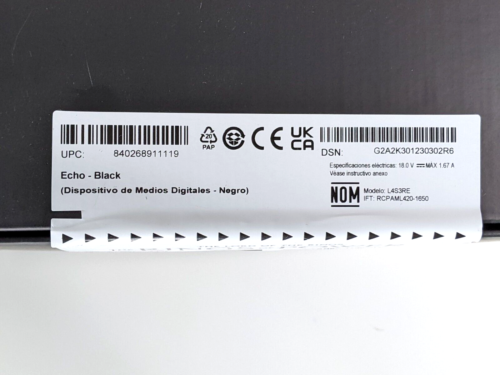 UPC: 840268911119
20
PAP
CE
UK
CA
DSN: G2A2K301230302R6
Especificaciones eléctricas: 18.0 V MÁX 1.67 A
Véase instructivo anexo
Echo - Black
(Dispositivo de Medios Digitales - Negro)
NOM
Modelo: L4S3RE
IFT: RCPAML420-1650